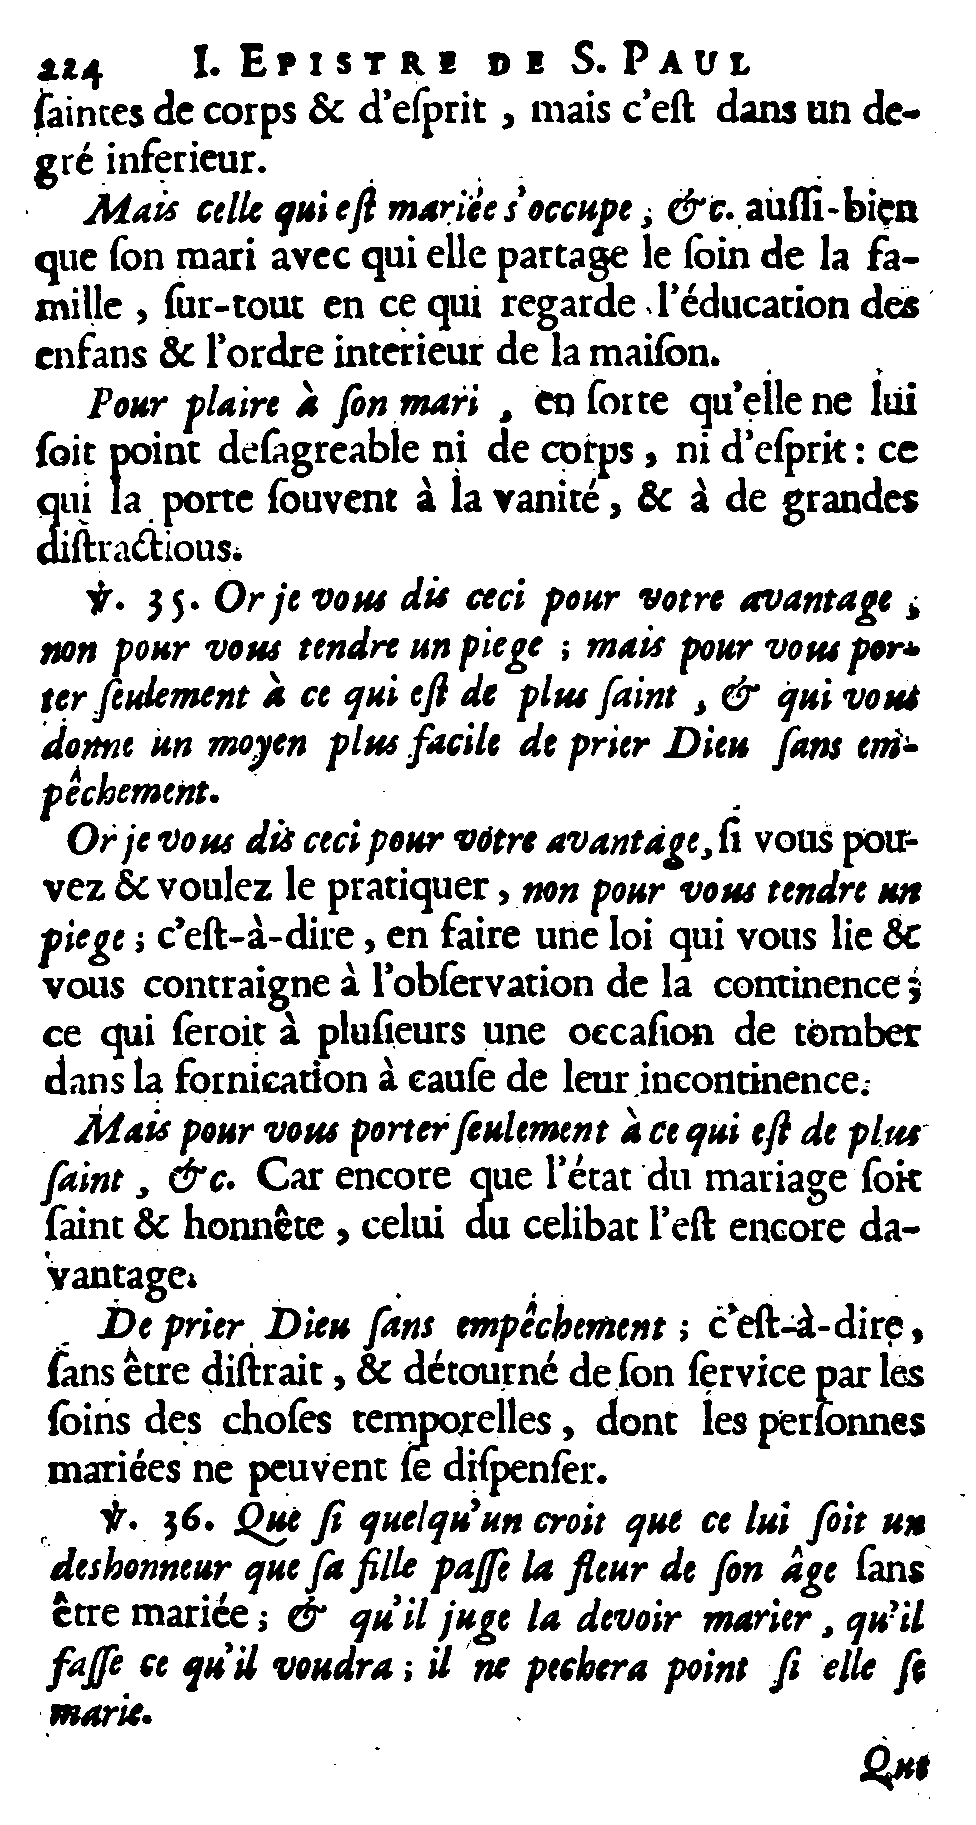 224 I. EPISTRE DE S. PAUL
ſaintes de corps & d'eſprit , mais c'eſt dans un de-
gré inferieur.
Mais celle qui eſt mariée s'occupe , &c. auſſi-bien
que ſon mari avec qui elle partage le ſoin de la fa-
mille , ſur-tout en ce qui regarde l'éducation des
enfans & l'ordre interieur de la maiſon.
Pour plaire à ſon mari , en ſorte qu'elle ne lui
ſoit point deſagreable ni de corps , ni d'eſprit : ce
qui la porte ſouvent à la vanité , & à de grandes
diſtractious.
℣. 35. Or je vous dis ceci pour votre avantage ,
non pour vous tendre un piege ; mais pour vous por-
ter ſeulement à ce qui eſt de plus ſaint , & qui vous
donne un moyen plus facile de prier Dieu ſans em-
pêchement.
Or je vous dis ceci pour vôtre avantage, ſi vous pou-
vez & voulez le pratiquer , non pour vous tendre un
piege ; c'eſt-à-dire , en faire une loi qui vous lie &
vous contraigne à l'obſervation de la continence ;
ce qui ſeroit à pluſieurs une occaſion de tomber
dans la fornication à cauſe de leur incontinence.
Mais pour vous porter ſeulement à ce qui eſt de plus
ſaint , &c. Car encore que l'état du mariage ſoit
ſaint & honnête , celui du celibat l'eſt encore da-
vantage.
De prier Dieu ſans empêchement ; c'eſt-à-dire ,
ſans être diſtrait , & détourné de ſon ſervice par les
ſoins des choſes temporelles , dont les perſonnes
mariées ne peuvent ſe diſpenſer.
℣. 36. Que ſi quelqu'un croit que ce lui ſoit un
deshonneur que ſa fille paſſe la fleur de ſon âge ſans
être mariée ; & qu'il juge la devoir marier , qu'il
faſſe ce qu'il voudra ; il ne pechera point ſi elle ſe
marie.
Que